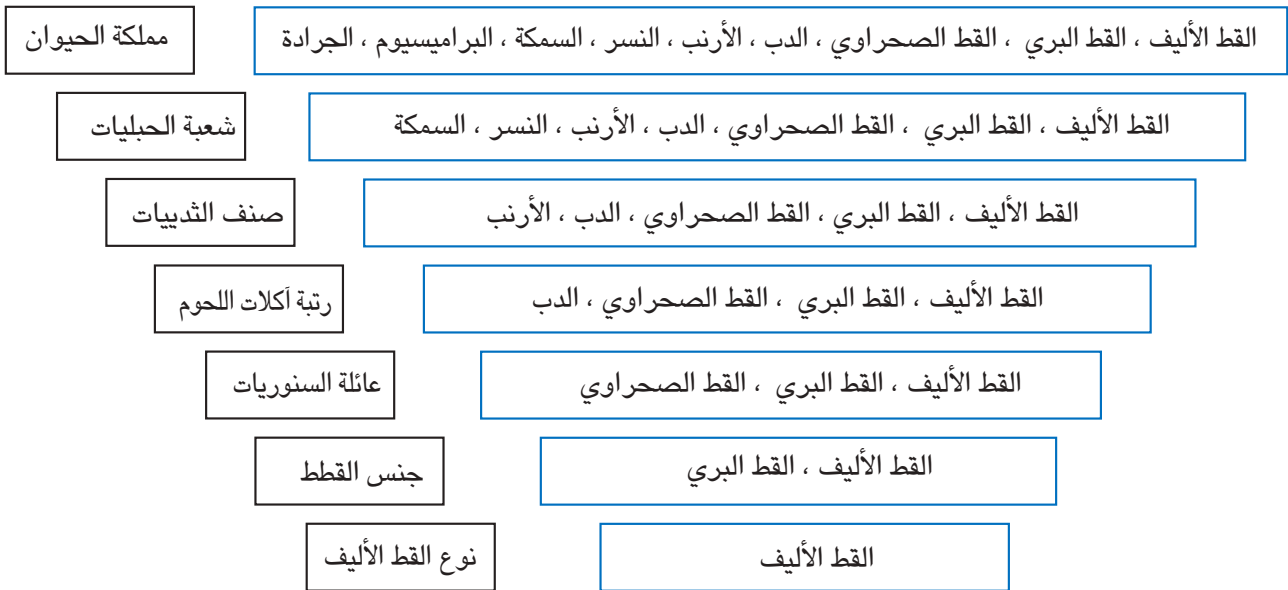 القط الأليف ، القط البري ، القط الصحراوي ، الدب ، الأرنب ، النسر ، السمكة ، البراميسيوم ، الجرادة
مملكة الحيوان
القط الأليف ، القط البري ، القط الصحراوي ، الدب ، الأرنب ، النسر ، السمكة
شعبة الحبليات
القط الأليف ، القط البري ، القط الصحراوي ، الدب ، الأرنب
صنف الثدييات
القط الأليف ، القط البري ، القط الصحراوي ، الدب
رتبة آكلات اللحوم
القط الأليف ، القط البري ، القط الصحراوي
عائلة السنوريات
القط الأليف ، القط البري
جنس القطط
القط الأليف
نوع القط الأليف